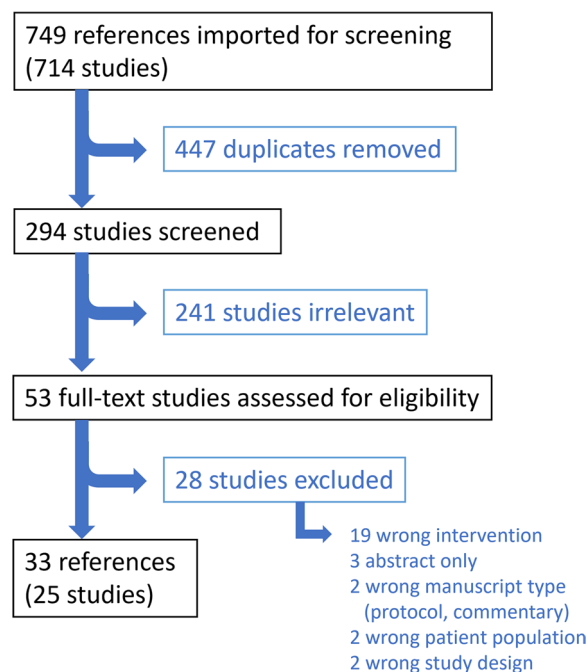 749 references imported for screening
(714 studies)
447 duplicates removed
294 studies screened
241 studies irrelevant
53 full-text studies assessed for eligibility
28 studies excluded
19 wrong intervention
3 abstract only
2 wrong manuscript type
(protocol, commentary)
2 wrong patient population
2 wrong study design
33 references
(25 studies)